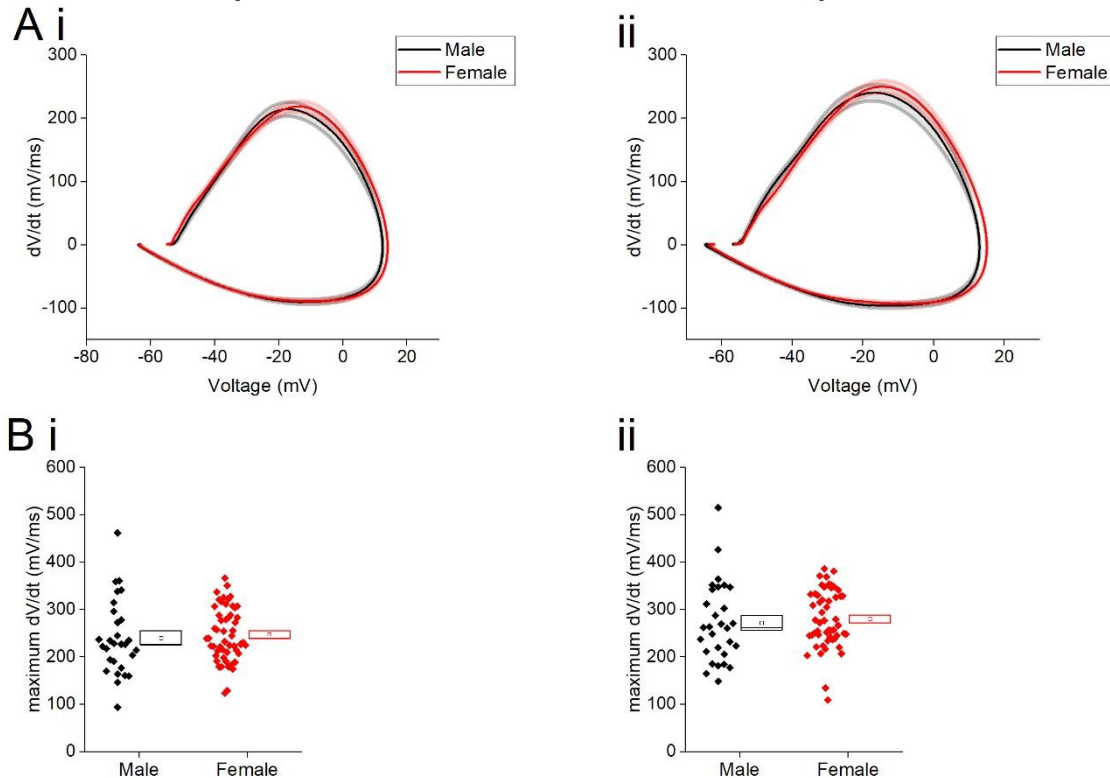 A i
ii
300
200
100
0
-100
dV/dt (mV/ms)
-80 -60 -40 -20 0 20
Voltage (mV)
Male
Female
300
200
100
0
-100
dV/dt (mV/ms)
-60 -40 -20 0 20
Voltage (mV)
Male
Female
B i
ii
600
500
400
300
200
100
0
maximum dV/dt (mV/ms)
Male Female
600
500
400
300
200
100
0
maximum dV/dt (mV/ms)
Male Female